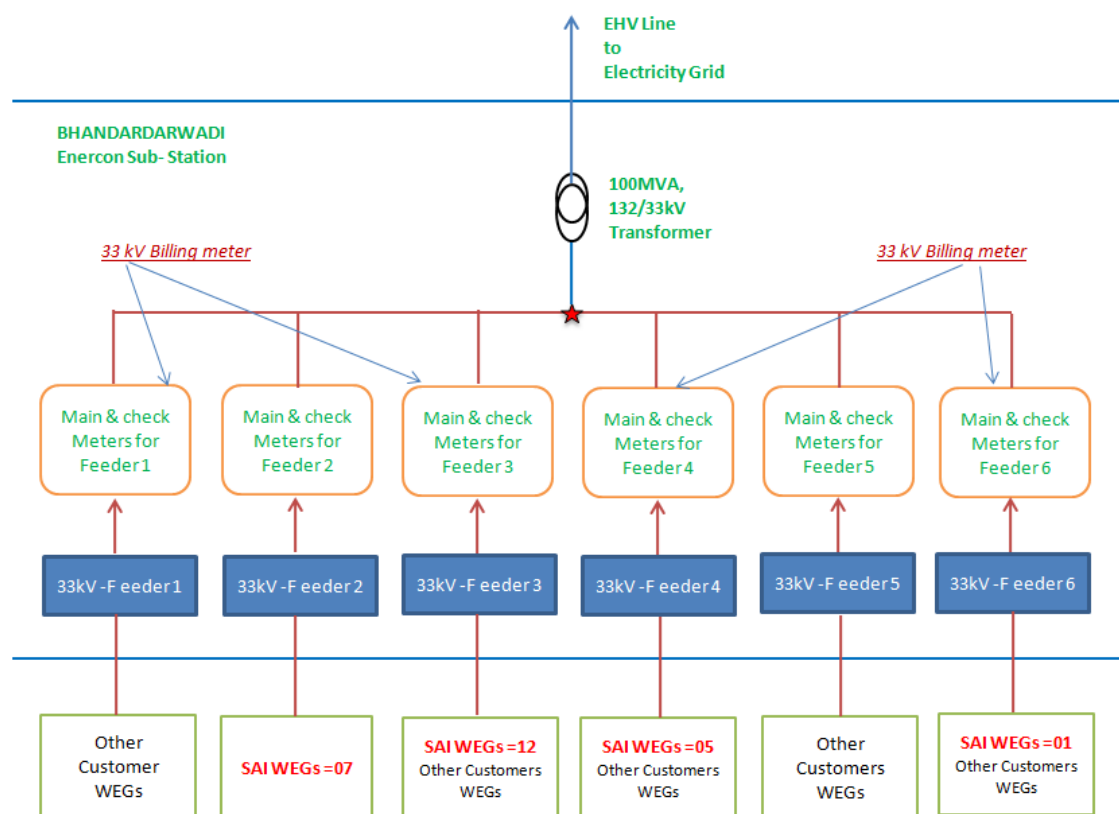 EHV Line
to
Electricity Grid
BHANDARDARWADI
Enercon Sub- Station
100MVA,
132/33kV
Transformer
33 kV Billing meter
33 kV Billing meter
Main & check
Meters for
Feeder 1
Main & check
Meters for
Feeder 2
Main & check
Meters for
Feeder 3
Main & check
Meters for
Feeder 4
Main & check
Meters for
Feeder 5
Main & check
Meters for
Feeder 6
33kV -F eeder 1
33kV -F eeder 2
33kV -F eeder 3
33kV -F eeder 4
33kV -F eeder 5
33kV -F eeder 6
Other
Customer
WEGs
SAI WEGs =07
SAI WEGs =12
Other Customers
WEGs
SAI WEGs =05
Other Customers
WEGs
Other
Customers
WEGs
SAI WEGs =01
Other Customers
WEGs